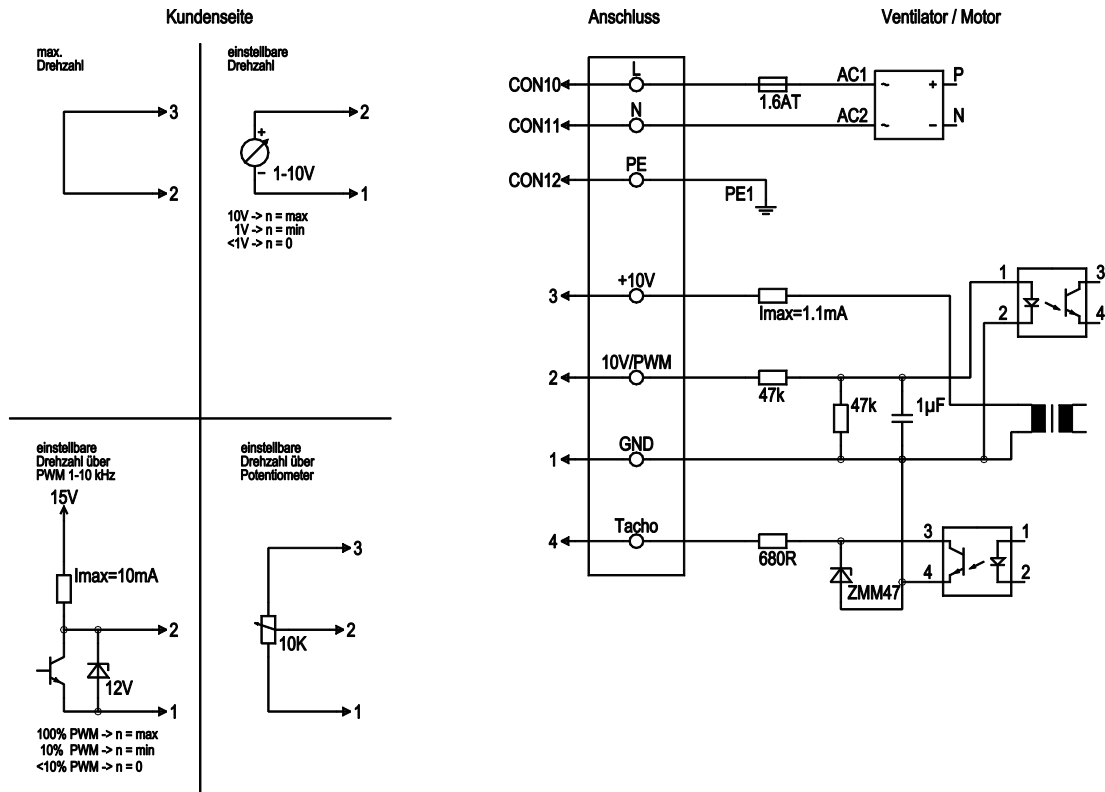 Kundenseite
Anschluss
Ventilator / Motor
max.
Drehzahl
3
2
einstellbare
Drehzahl
2
+
− 1-10V
1
10V -> n = max
1V -> n = min
<1V -> n = 0
einstellbare
Drehzahl über
PWM 1-10 kHz
15V
Imax=10mA
2
12V
1
100% PWM -> n = max
10% PWM -> n = min
<10% PWM -> n = 0
einstellbare
Drehzahl über
Potentiometer
3
2
10K
1
CON10 L 1.6AT AC1 ~ + P
CON11 N AC2 ~ − N
CON12 PE PE1
3 +10V Imax=1.1mA
1 3
2 4
2 10V/PWM 47k 47k 1µF
1 GND
4 Tacho 680R ZMM47
3 1
4 2